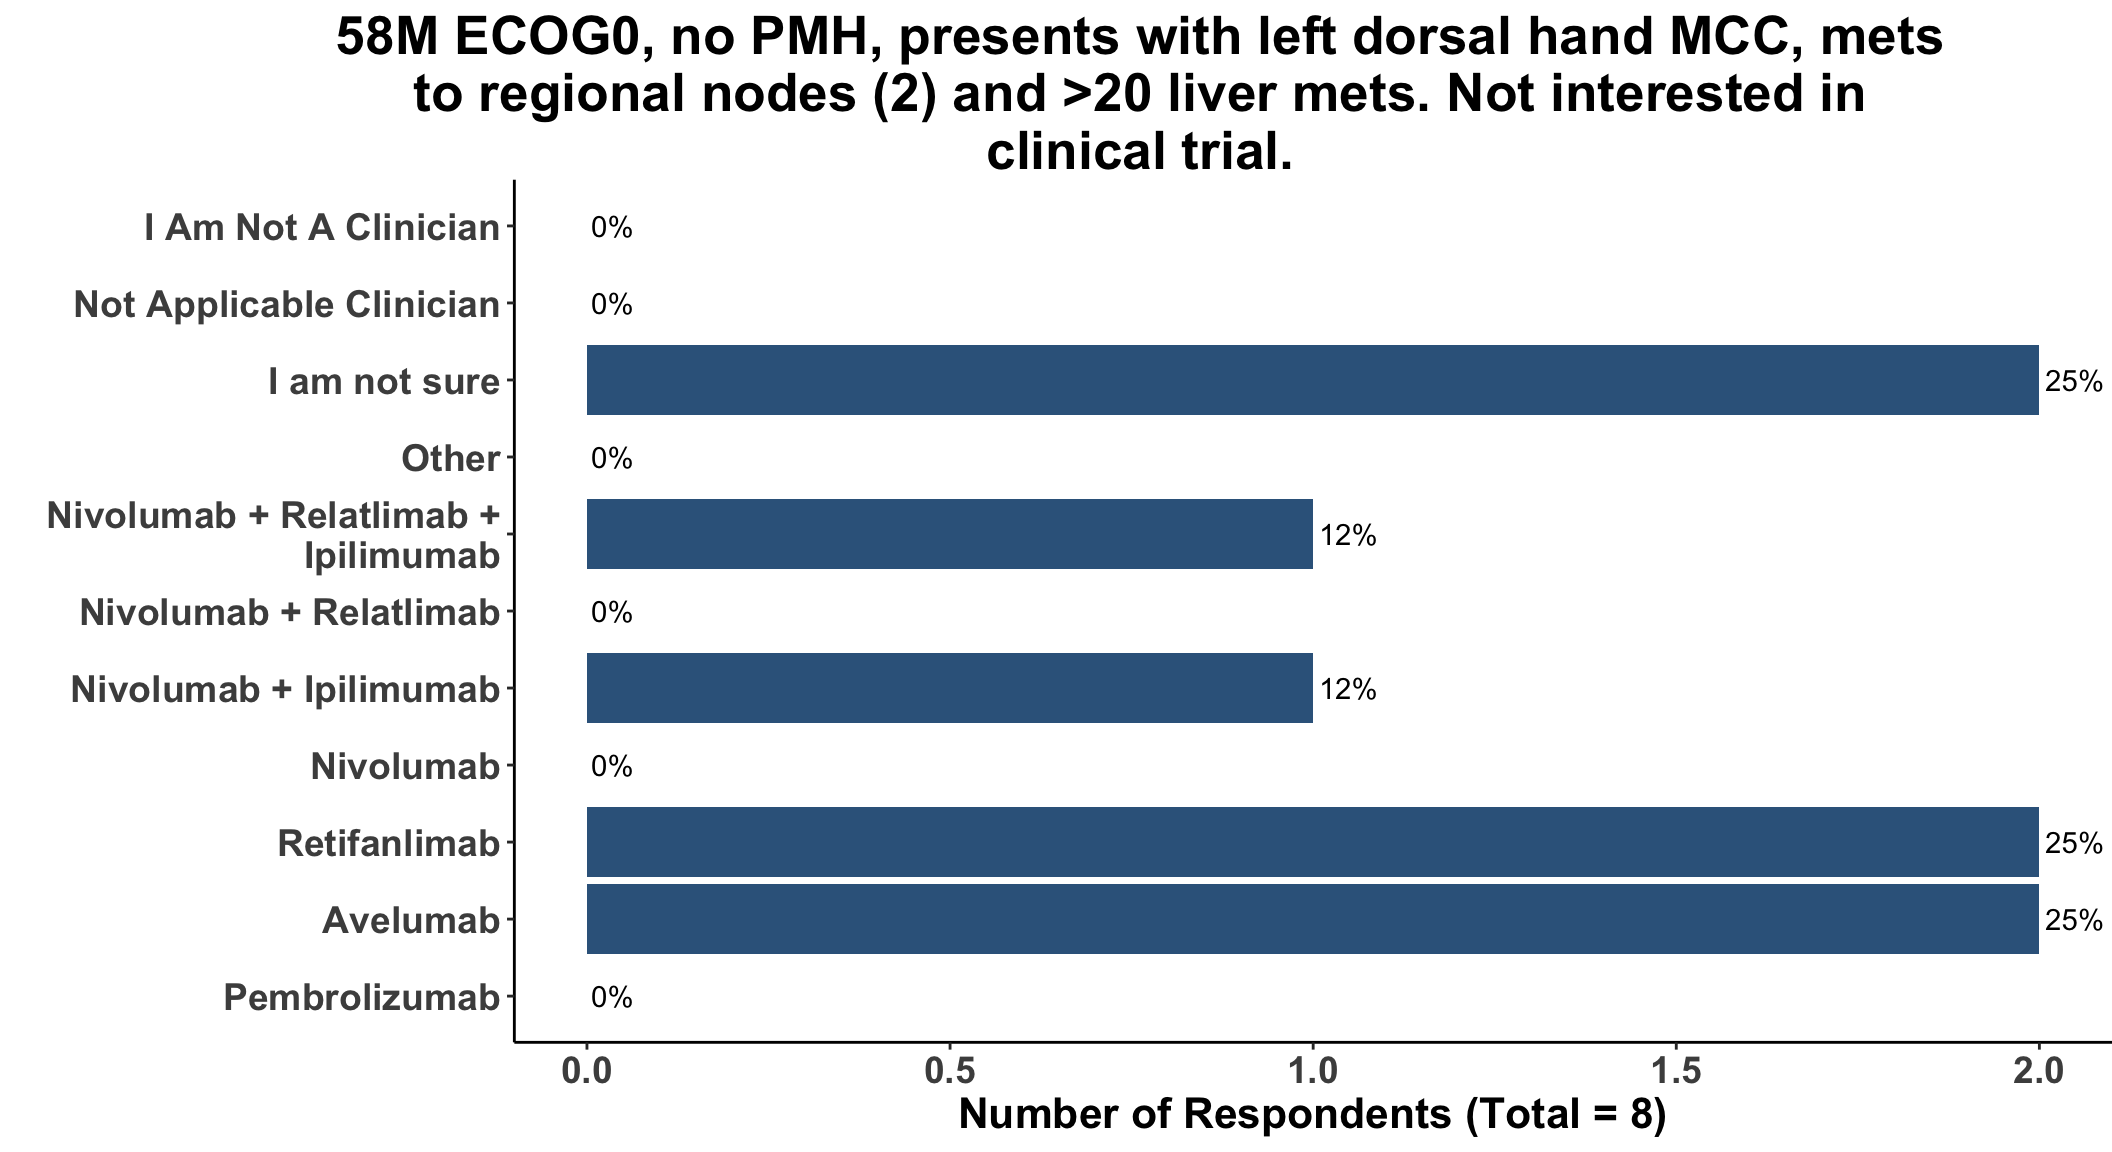 58M ECOG0, no PMH, presents with left dorsal hand MCC, mets
to regional nodes (2) and >20 liver mets. Not interested in
clinical trial.
I Am Not A Clinician
0%
Not Applicable Clinician
0%
I am not sure
25%
Other
0%
Nivolumab + Relatlimab +
Ipilimumab
12%
Nivolumab + Relatlimab
0%
Nivolumab + Ipilimumab
12%
Nivolumab
0%
Retifanlimab
25%
Avelumab
25%
Pembrolizumab
0%
0.0 0.5 1.0 1.5 2.0
Number of Respondents (Total = 8)